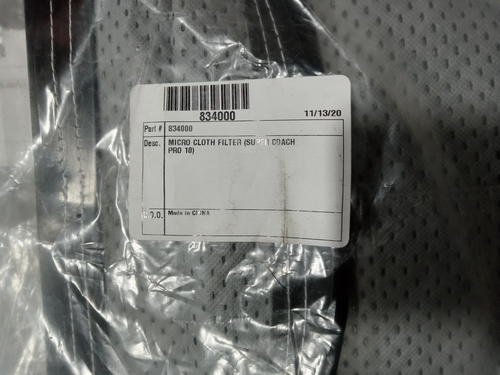 834000
11/13/20
Part # 834000
Desc. MICRO CLOTH FILTER (SUPER COACH
PRO 10)
C.O.O. Made in CHINA